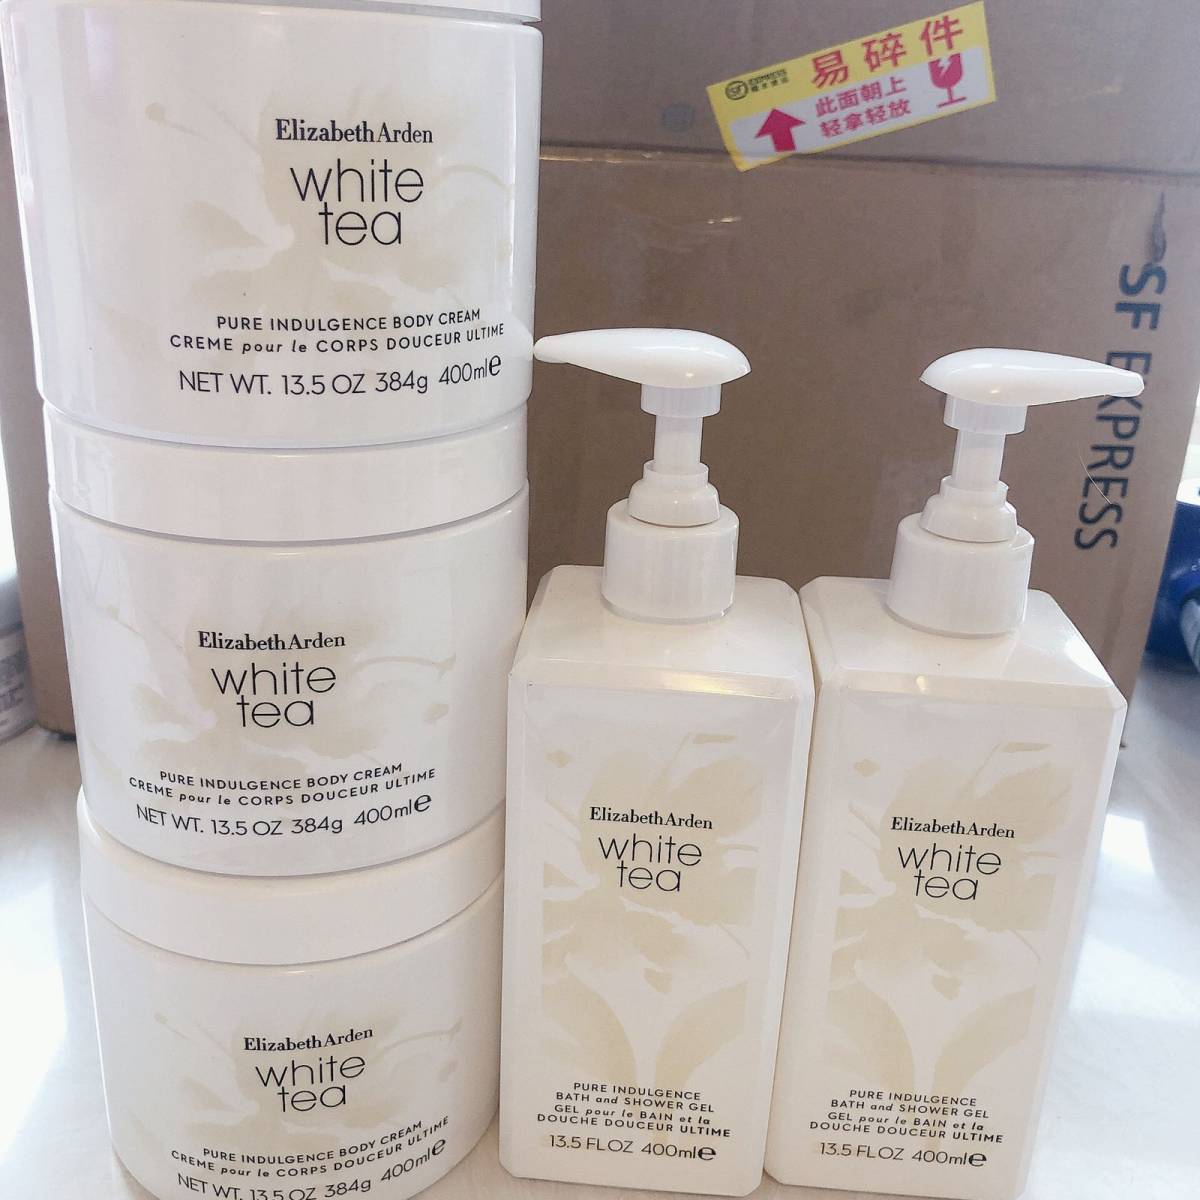 Elizabeth Arden
white
tea
PURE INDULGENCE BODY CREAM
CREME pour le CORPS DOUCEUR ULTIME
NET WT. 13.5 OZ 384g 400ml e
Elizabeth Arden
white
tea
PURE INDULGENCE BODY CREAM
CREME pour le CORPS DOUCEUR ULTIME
NET WT. 13.5 OZ 384g 400ml e
Elizabeth Arden
white
tea
PURE INDULGENCE BODY CREAM
CREME pour le CORPS DOUCEUR ULTIME
NET WT. 13.5 OZ 384g 400ml e
Elizabeth Arden
white
tea
PURE INDULGENCE
BATH and SHOWER GEL
GEL pour le BAIN et la
DOUCHE DOUCEUR ULTIME
13.5 FL OZ 400ml e
Elizabeth Arden
white
tea
PURE INDULGENCE
BATH and SHOWER GEL
GEL pour le BAIN et la
DOUCHE DOUCEUR ULTIME
13.5 FL OZ 400ml e
SF EXPRESS
易碎件
此面朝上
轻拿轻放
SF EXPRESS